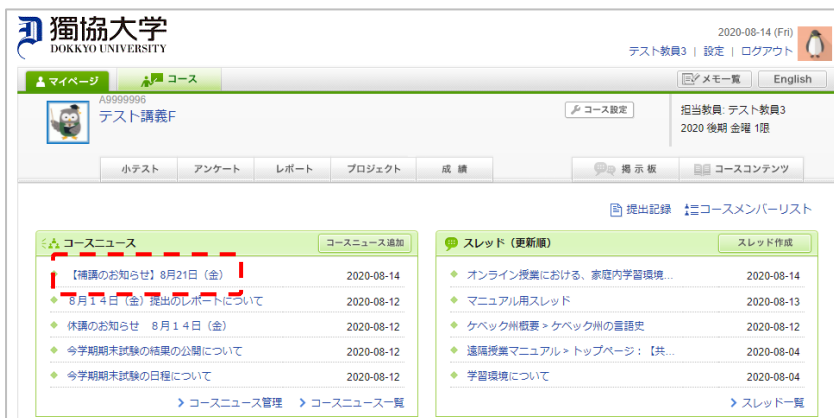 獨協大学
DOKKYO UNIVERSITY
2020-08-14 (Fri)
テスト教員3 | 設定 | ログアウト
マイページ
コース
メモ一覧
English
A9999996
テスト講義F
コース設定
担当教員: テスト教員3
2020 後期 金曜 1限
小テスト アンケート レポート プロジェクト 成績 掲示板 コースコンテンツ
提出記録 コースメンバーリスト
コースニュース コースニュース追加
【補講のお知らせ】8月21日（金） 2020-08-14
８月１４日（金）提出のレポートについて 2020-08-12
休講のお知らせ　８月１４日（金） 2020-08-12
今学期期末試験の結果の公開について 2020-08-12
今学期期末試験の日程について 2020-08-12
コースニュース管理 コースニュース一覧
スレッド（更新順） スレッド作成
オンライン授業における、家庭内学習環境... 2020-08-14
マニュアル用スレッド 2020-08-13
ケベック州概要 > ケベック州の言語史 2020-08-12
遠隔授業マニュアル > トップページ：【共... 2020-08-04
学習環境について 2020-08-04
スレッド一覧